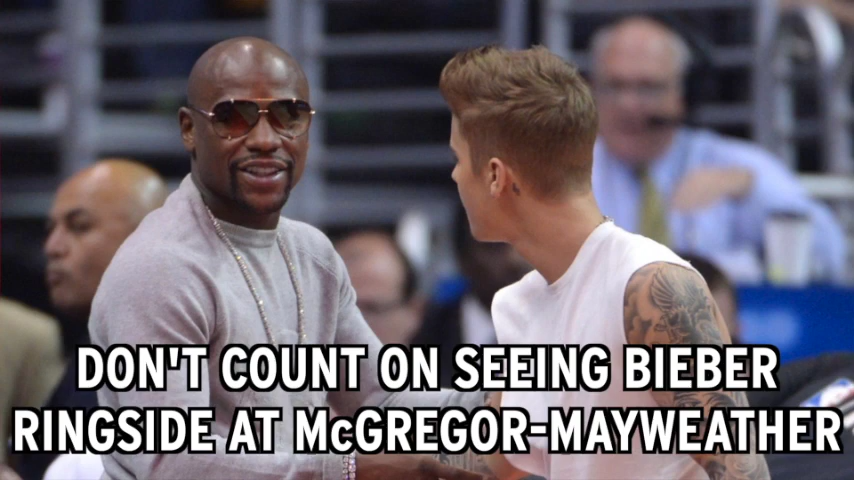 DON'T COUNT ON SEEING BIEBER
RINGSIDE AT McGREGOR-MAYWEATHER